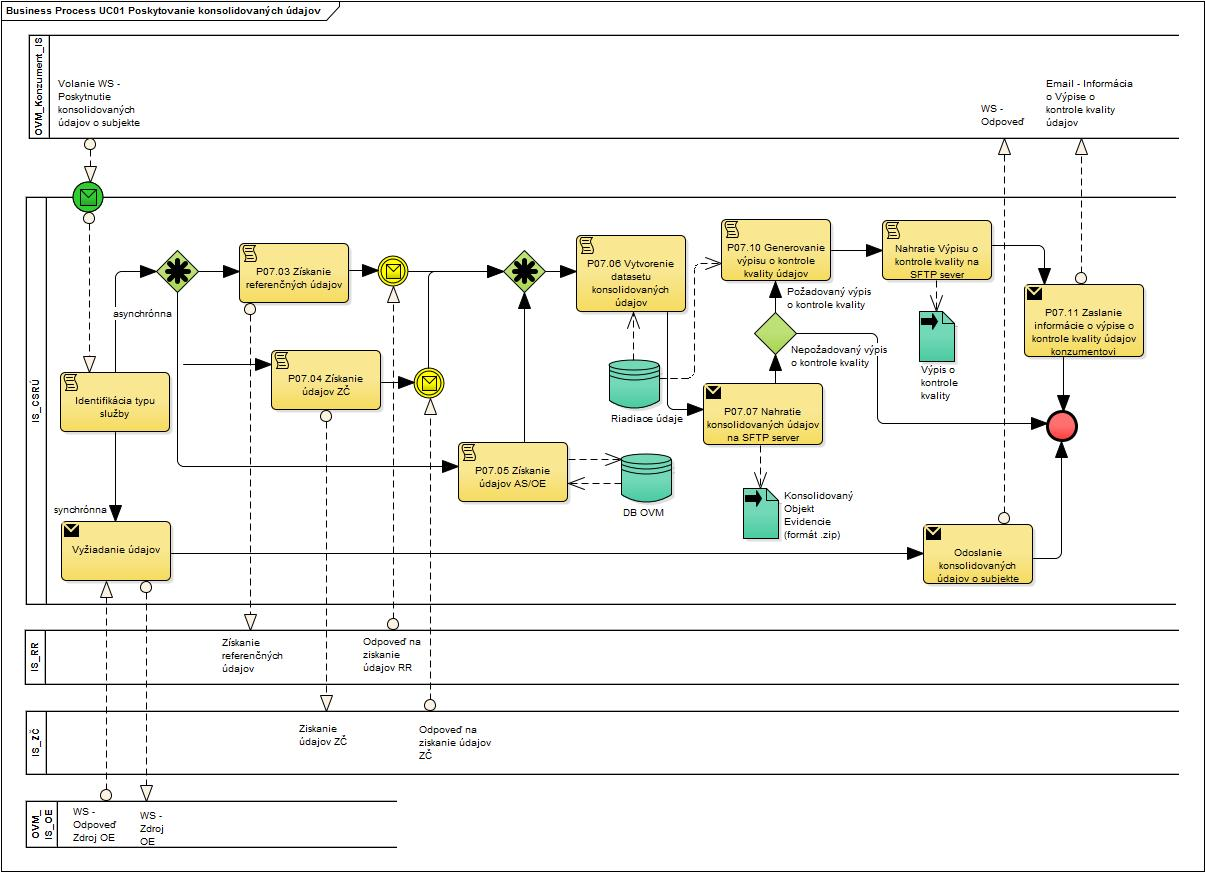 Business Process UC01 Poskytovanie konsolidovaných údajov
OVM_Konzument_IS
Volanie WS -
Poskytnutie
konsolidovaných
údajov o subjekte
WS -
Odpoveď
Email - Informácia
o Výpise o
kontrole kvality
údajov
IS_CSRÚ
asynchrónna
Identifikácia typu
služby
synchrónna
Vyžiadanie údajov
P07.03 Získanie
referenčných údajov
P07.04 Získanie
údajov ZČ
P07.05 Získanie
údajov AS/OE
P07.06 Vytvorenie
datasetu
konsolidovaných
údajov
Riadiace údaje
DB OVM
P07.10 Generovanie
výpisu o kontrole
kvality údajov
Požadovaný výpis
o kontrole kvality
Nepožadovaný výpis
o kontrole kvality
P07.07 Nahratie
konsolidovaných údajov
na SFTP server
Konsolidovaný
Objekt
Evidencie
(formát .zip)
Nahratie Výpisu o
kontrole kvality na
SFTP sever
Výpis o
kontrole
kvality
P07.11 Zaslanie
informácie o výpise o
kontrole kvality údajov
konzumentovi
Odoslanie
konsolidovaných
údajov o subjekte
IS_RR
Získanie
referenčných
údajov
Odpoveď na
získanie
údajov RR
IS_ZČ
Získanie
údajov ZČ
Odpoveď na
získanie údajov
ZČ
OVM_
IS_OE
WS -
Odpoveď
Zdroj OE
WS -
Zdroj
OE